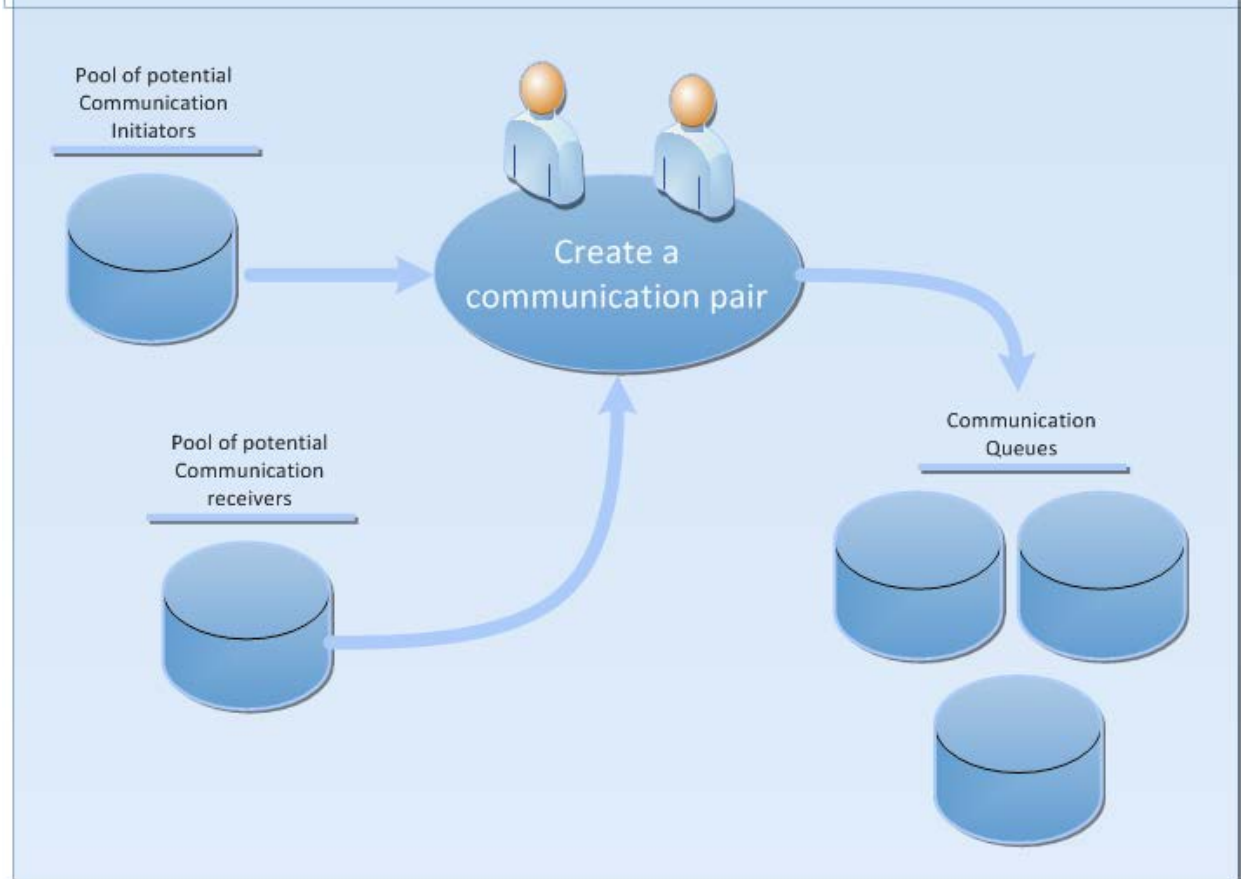 Pool of potential
Communication
Initiators
Create a
communication pair
Pool of potential
Communication
receivers
Communication
Queues